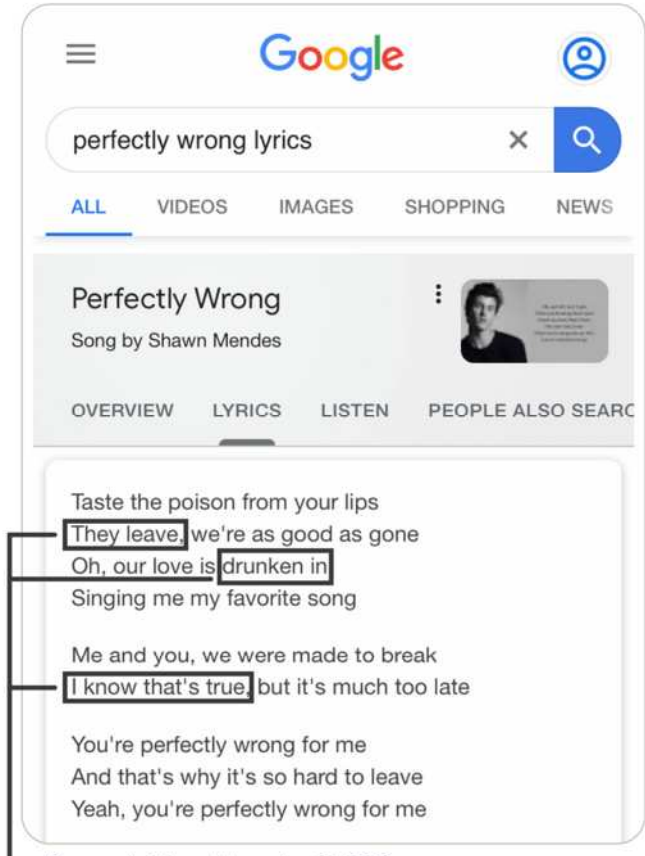 Google
perfectly wrong lyrics
ALL VIDEOS IMAGES SHOPPING NEWS
Perfectly Wrong
Song by Shawn Mendes
OVERVIEW LYRICS LISTEN PEOPLE ALSO SEARC
Taste the poison from your lips
They leave, we're as good as gone
Oh, our love is drunken in
Singing me my favorite song
Me and you, we were made to break
I know that's true, but it's much too late
You're perfectly wrong for me
And that's why it's so hard to leave
Yeah, you're perfectly wrong for me